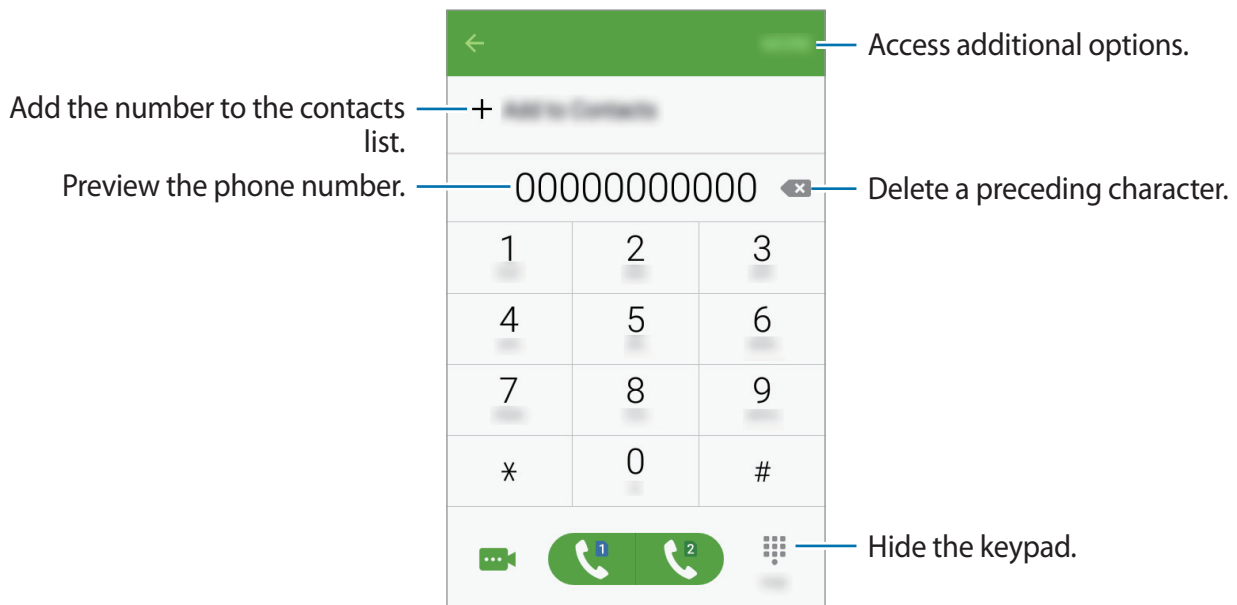 Access additional options.
Add the number to the contacts
list.
Preview the phone number.
00000000000
Delete a preceding character.
1 2 3
4 5 6
7 8 9
* 0 #
1 2
Hide the keypad.